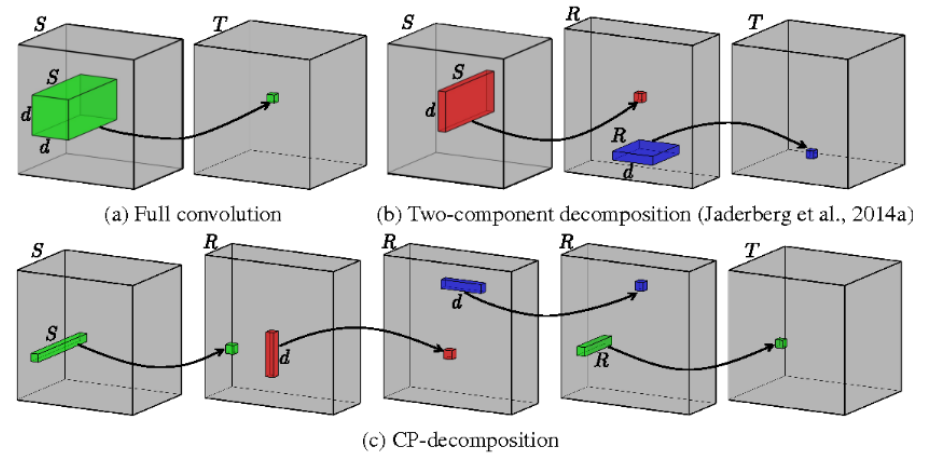 S T S R T
S S
d R
d d
(a) Full convolution (b) Two-component decomposition (Jaderberg et al., 2014a)
S R R R T
S d d R
(c) CP-decomposition